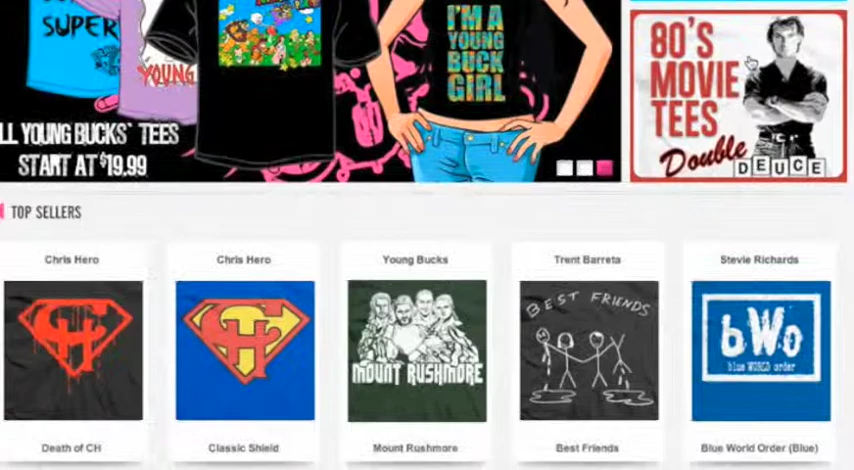 SUPER
YOUNG
I'M A
YOUNG
BUCK
GIRL
LL YOUNG BUCKS' TEES
START AT $19.99
80'S
MOVIE
TEES
Double
DEUCE
TOP SELLERS
Chris Hero
Chris Hero
Young Bucks
Trent Barreta
Stevie Richards
CH
CH
MOUNT RUSHMORE
BEST FRIENDS
bWo
blue WORLD order
Death of CH
Classic Shield
Mount Rushmore
Best Friends
Blue World Order (Blue)